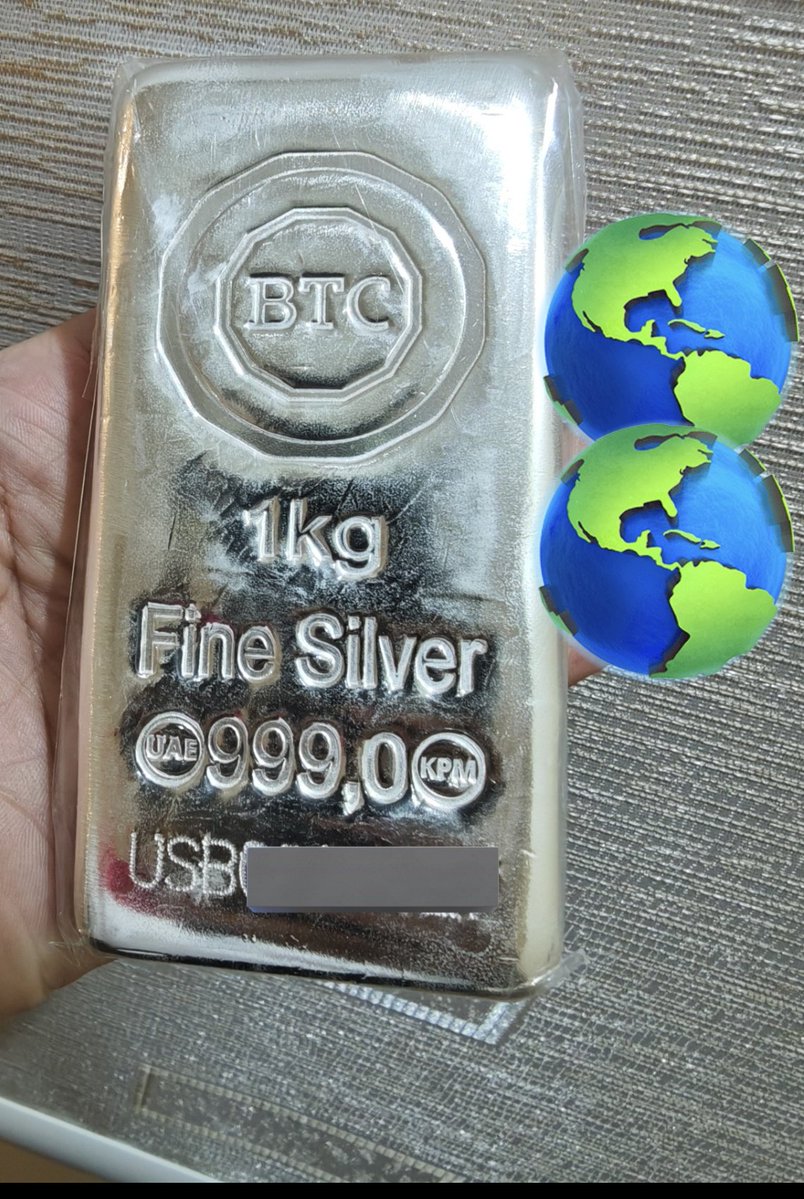 BTC
1kg
Fine Silver
UAE 999,0 KPM
USB